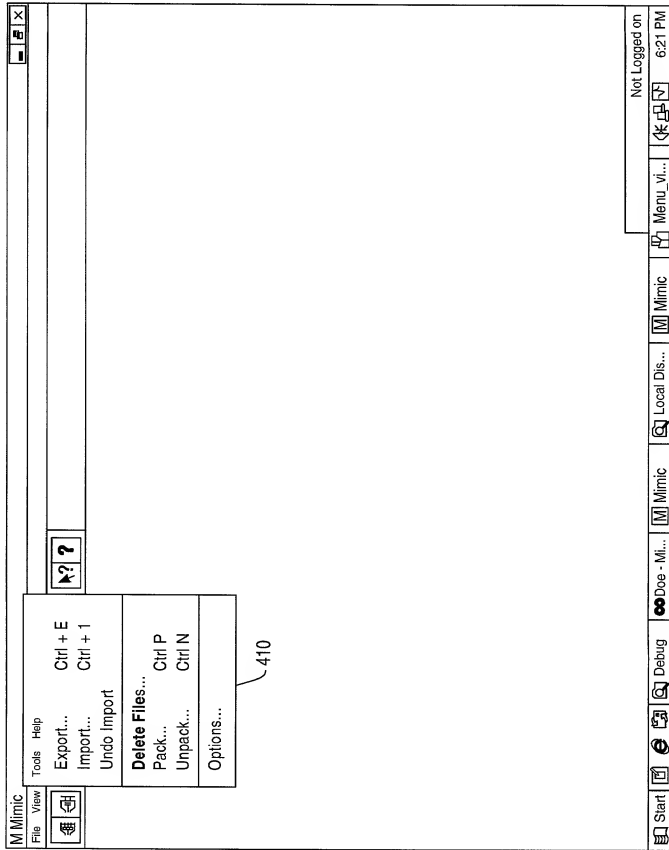 M Mimic
File View Tools Help
Export... Ctrl + E
Import... Ctrl + 1
Undo Import
Delete Files...
Pack... Ctrl P
Unpack... Ctrl N
Options...
? ?
410
Not Logged on
Start e Debug Doe - Mi... M Mimic Local Dis... M Mimic Menu_vi... 6:21 PM